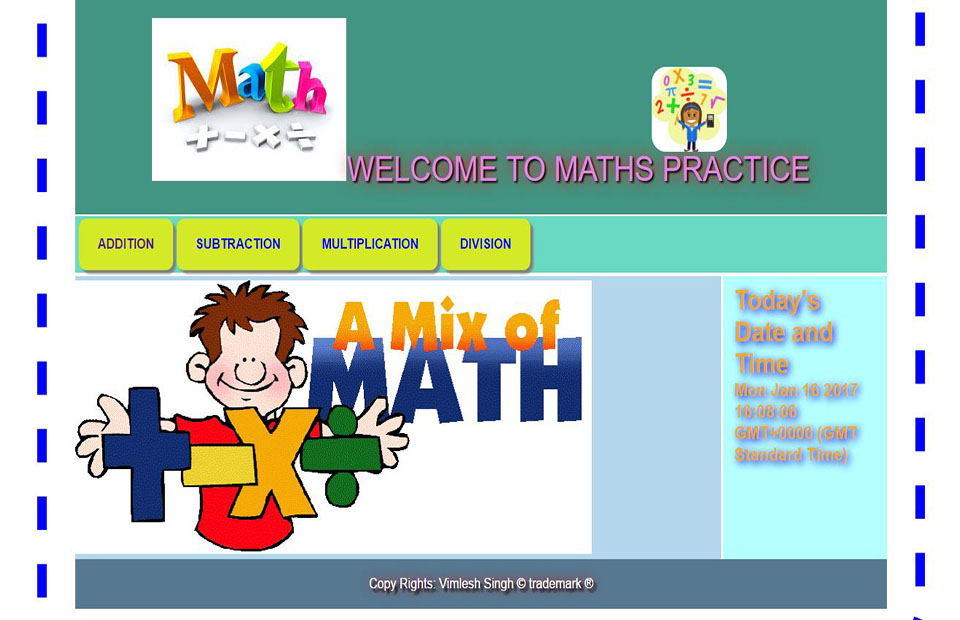 Math
+ - × ÷
WELCOME TO MATHS PRACTICE
ADDITION
SUBTRACTION
MULTIPLICATION
DIVISION
A Mix of
MATH
+ - X ÷
Today's
Date and
Time
Mon Jan 16 2017
16:08:06
GMT+0000 (GMT
Standard Time)
Copy Rights: Vimlesh Singh © trademark ®